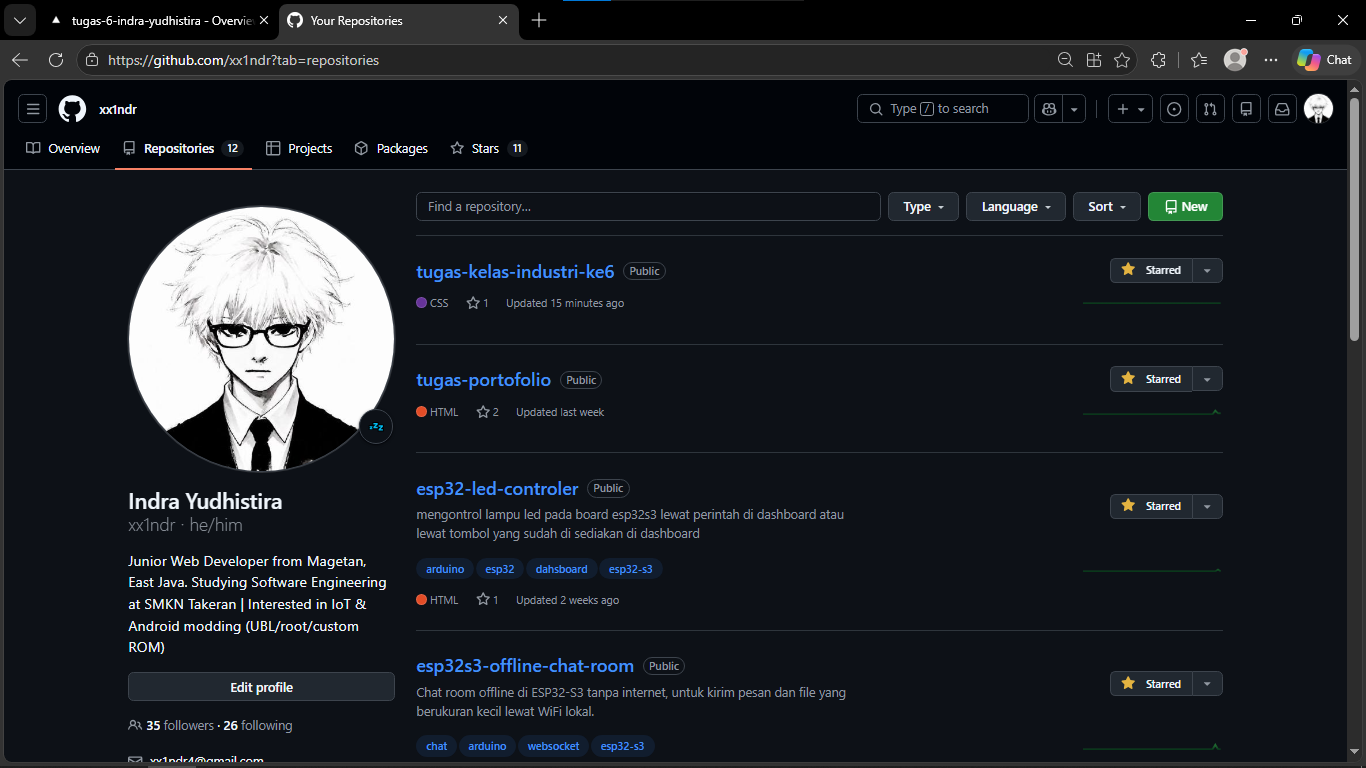 tugas-6-indra-yudhistira - Overvie
Your Repositories
https://github.com/xx1ndr?tab=repositories
Chat
xx1ndr
Type / to search
Overview
Repositories 12
Projects
Packages
Stars 11
Find a repository...
Type
Language
Sort
New
tugas-kelas-industri-ke6 Public
Starred
CSS 1 Updated 15 minutes ago
tugas-portofolio Public
Starred
HTML 2 Updated last week
esp32-led-controler Public
Starred
mengontrol lampu led pada board esp32s3 lewat perintah di dashboard atau
lewat tombol yang sudah di sediakan di dashboard
arduino esp32 dahsboard esp32-s3
HTML 1 Updated 2 weeks ago
esp32s3-offline-chat-room Public
Starred
Chat room offline di ESP32-S3 tanpa internet, untuk kirim pesan dan file yang
berukuran kecil lewat WiFi lokal.
chat arduino websocket esp32-s3
Indra Yudhistira
xx1ndr · he/him
Junior Web Developer from Magetan,
East Java. Studying Software Engineering
at SMKN Takeran | Interested in IoT &
Android modding (UBL/root/custom
ROM)
Edit profile
35 followers · 26 following
xx1ndr4@gmail.com